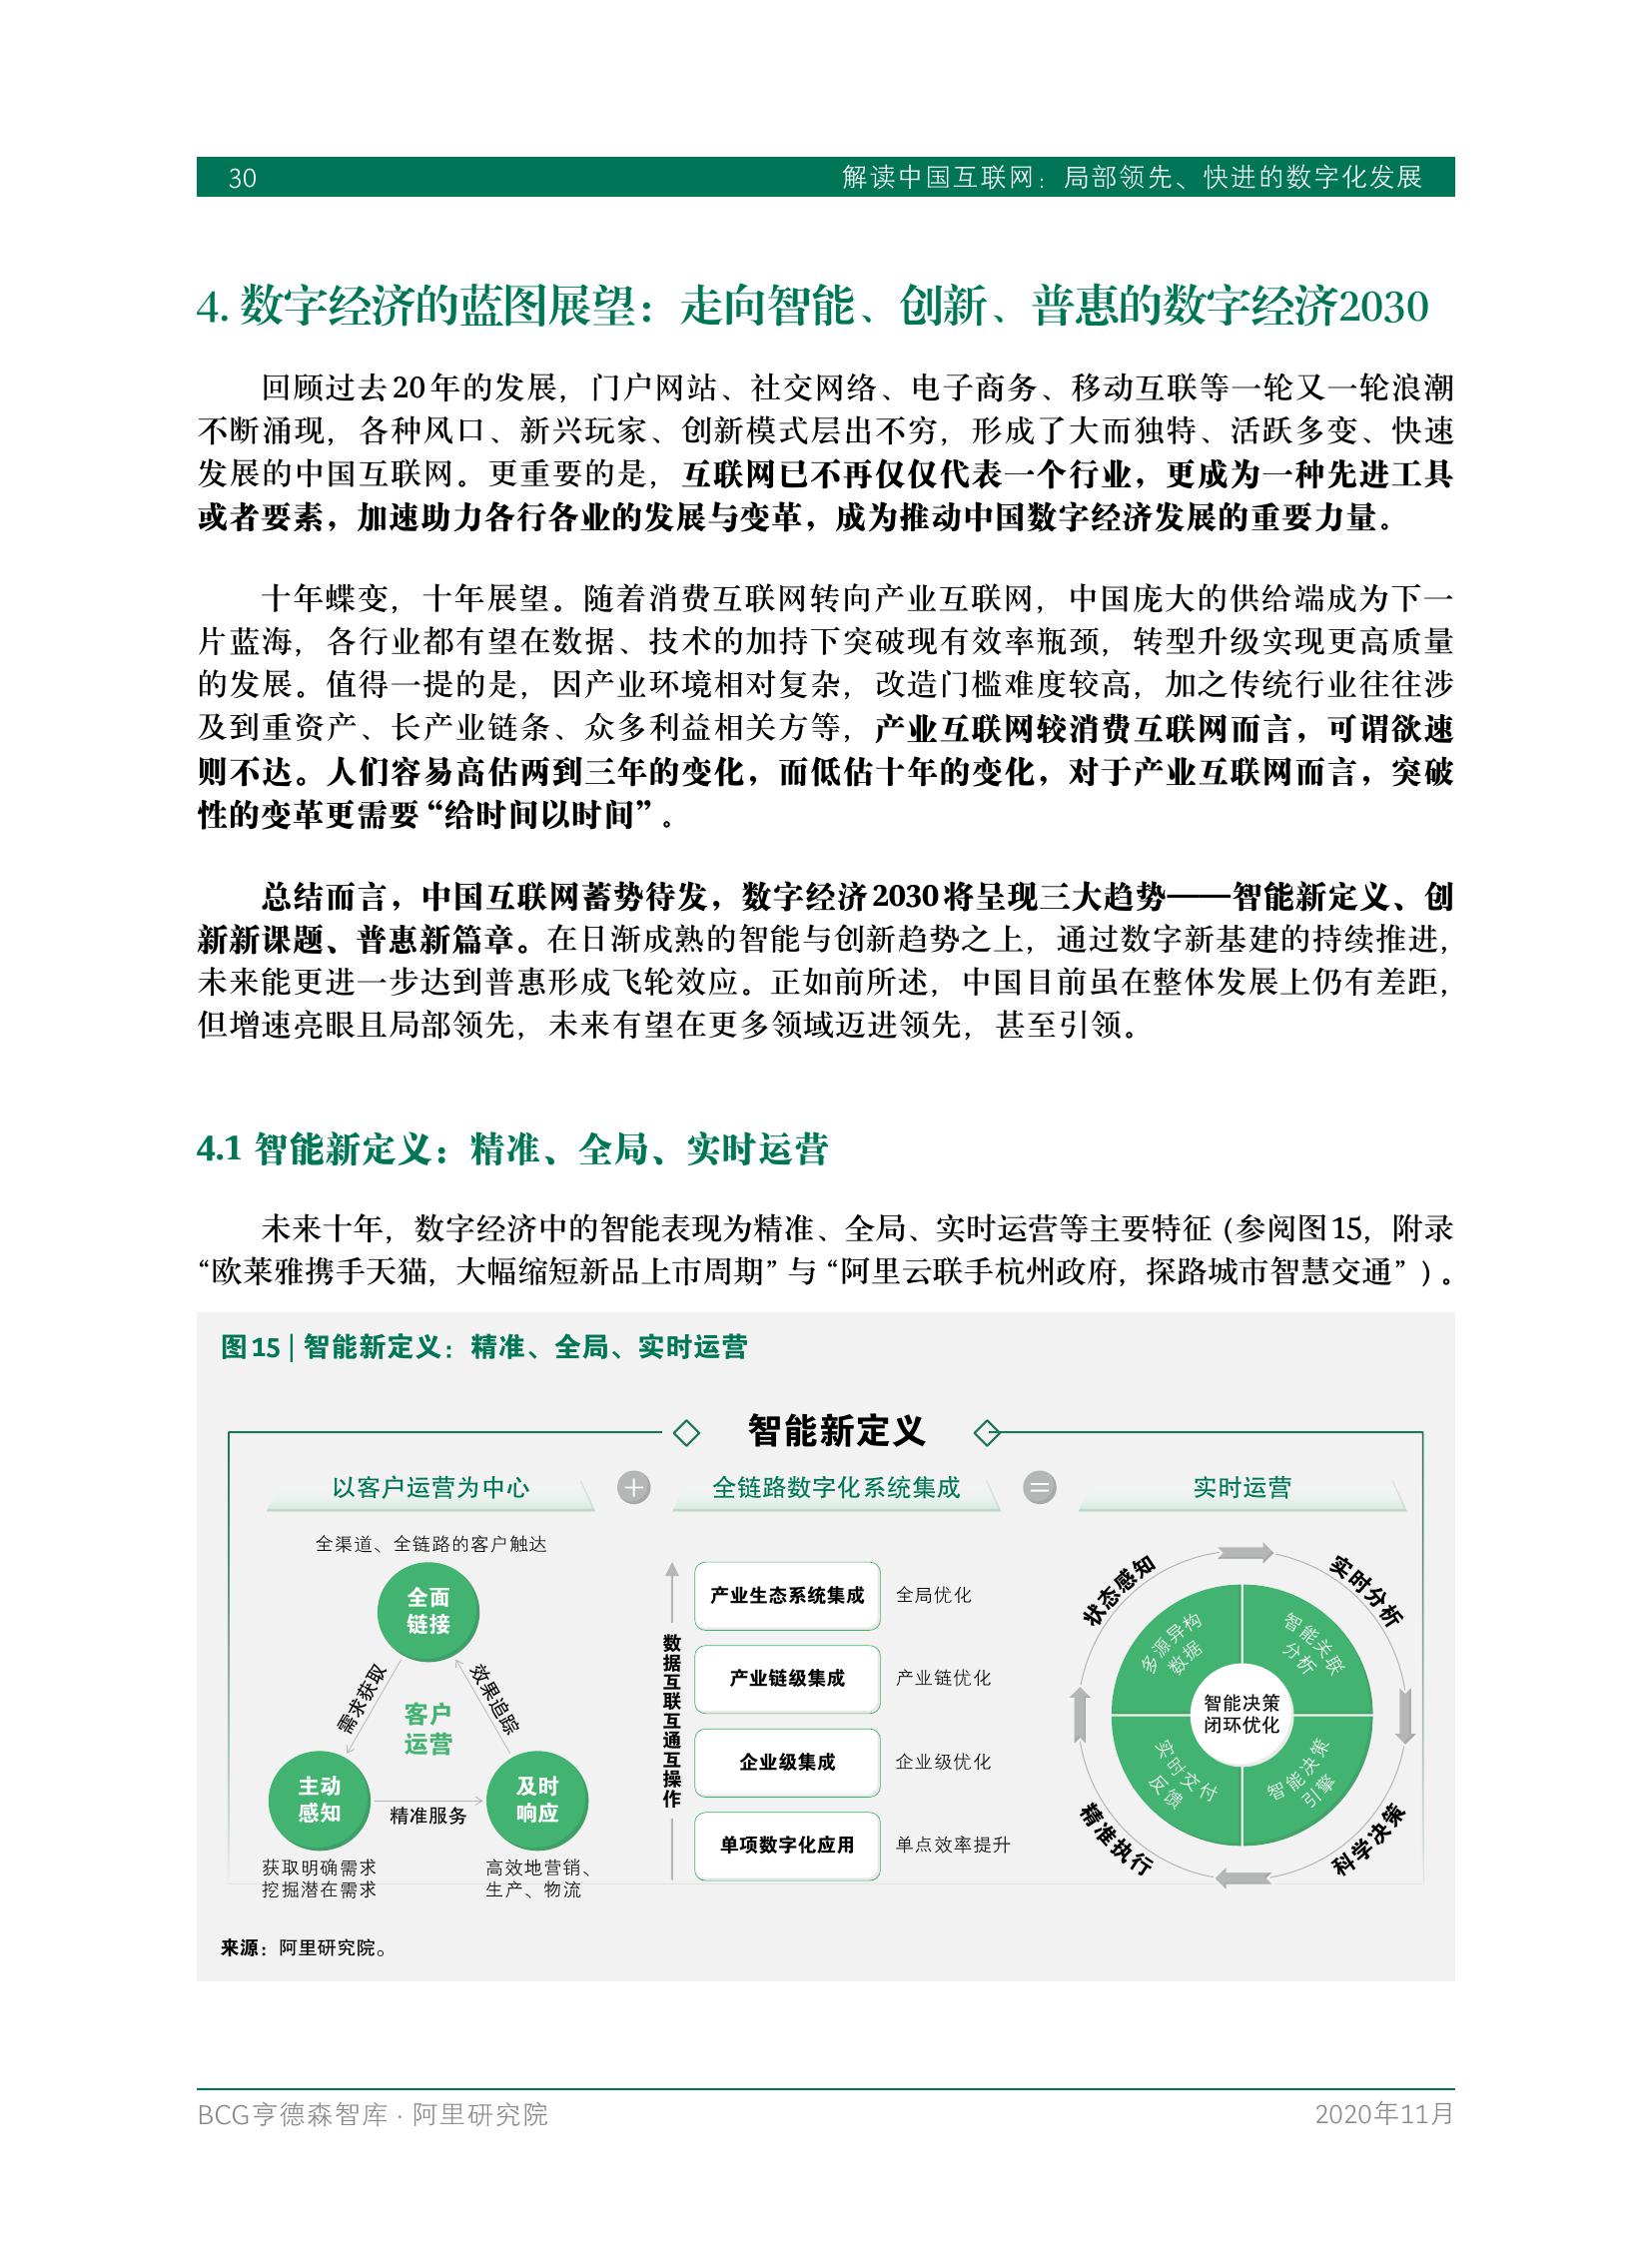 30
解读中国互联网：局部领先、快进的数字化发展
4. 数字经济的蓝图展望：走向智能、创新、普惠的数字经济2030
回顾过去20年的发展，门户网站、社交网络、电子商务、移动互联等一轮又一轮浪潮
不断涌现，各种风口、新兴玩家、创新模式层出不穷，形成了大而独特、活跃多变、快速
发展的中国互联网。更重要的是，互联网已不再仅仅代表一个行业，更成为一种先进工具
或者要素，加速助力各行各业的发展与变革，成为推动中国数字经济发展的重要力量。
十年蝶变，十年展望。随着消费互联网转向产业互联网，中国庞大的供给端成为下一
片蓝海，各行业都有望在数据、技术的加持下突破现有效率瓶颈，转型升级实现更高质量
的发展。值得一提的是，因产业环境相对复杂，改造门槛难度较高，加之传统行业往往涉
及到重资产、长产业链条、众多利益相关方等，产业互联网较消费互联网而言，可谓欲速
则不达。人们容易高估两到三年的变化，而低估十年的变化，对于产业互联网而言，突破
性的变革更需要“给时间以时间”。
总结而言，中国互联网蓄势待发，数字经济2030将呈现三大趋势——智能新定义、创
新新课题、普惠新篇章。在日渐成熟的智能与创新趋势之上，通过数字新基建的持续推进，
未来能更进一步达到普惠形成飞轮效应。正如前所述，中国目前虽在整体发展上仍有差距，
但增速亮眼且局部领先，未来有望在更多领域迈进领先，甚至引领。
4.1 智能新定义：精准、全局、实时运营
未来十年，数字经济中的智能表现为精准、全局、实时运营等主要特征（参阅图15，附录
“欧莱雅携手天猫，大幅缩短新品上市周期”与“阿里云联手杭州政府，探路城市智慧交通”）。
图15 | 智能新定义：精准、全局、实时运营
智能新定义
以客户运营为中心
全渠道、全链路的客户触达
全面
链接
需求获取
效果追踪
客户
运营
主动
感知
精准服务
及时
响应
获取明确需求
挖掘潜在需求
高效地营销、
生产、物流
+
全链路数字化系统集成
数据互联互通互操作
产业生态系统集成
全局优化
产业链级集成
产业链优化
企业级集成
企业级优化
单项数字化应用
单点效率提升
=
实时运营
状态感知
实时分析
多源异构
数据
智能关联
分析
智能决策
闭环优化
实时交付
反馈
智能决策
引擎
精准执行
科学决策
来源：阿里研究院。
BCG亨德森智库 · 阿里研究院
2020年11月